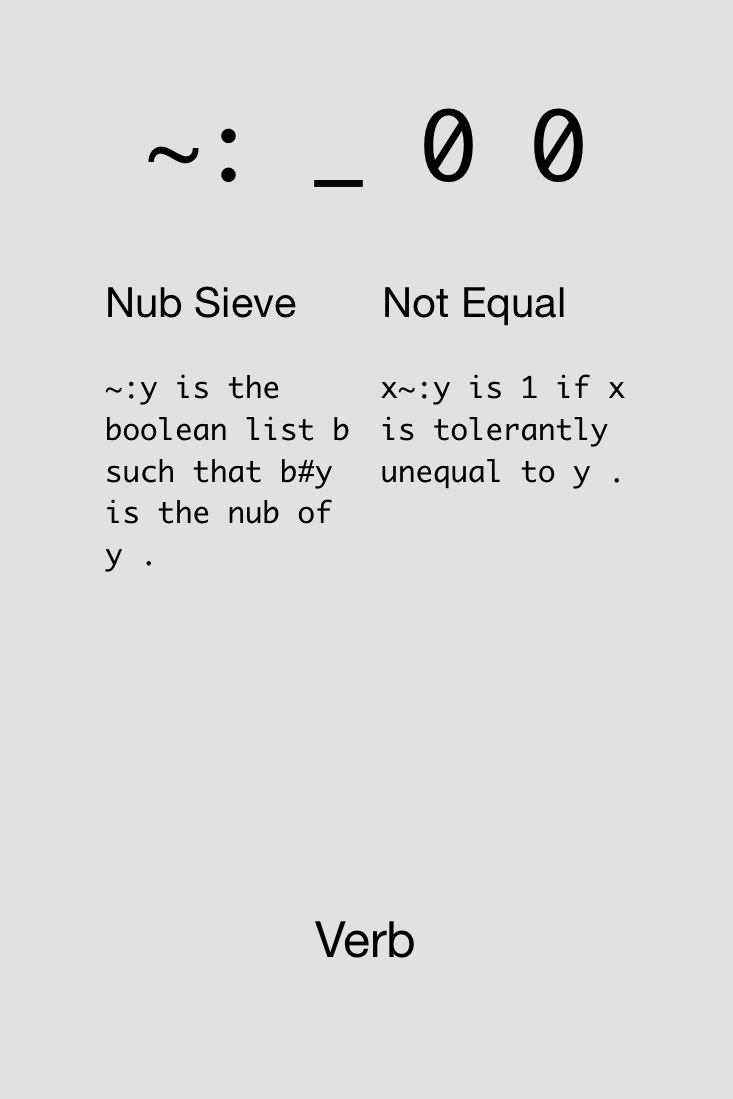 ~: _ 0 0
Nub Sieve
~:y is the
boolean list b
such that b#y
is the nub of
y .
Not Equal
x~:y is 1 if x
is tolerantly
unequal to y .
Verb